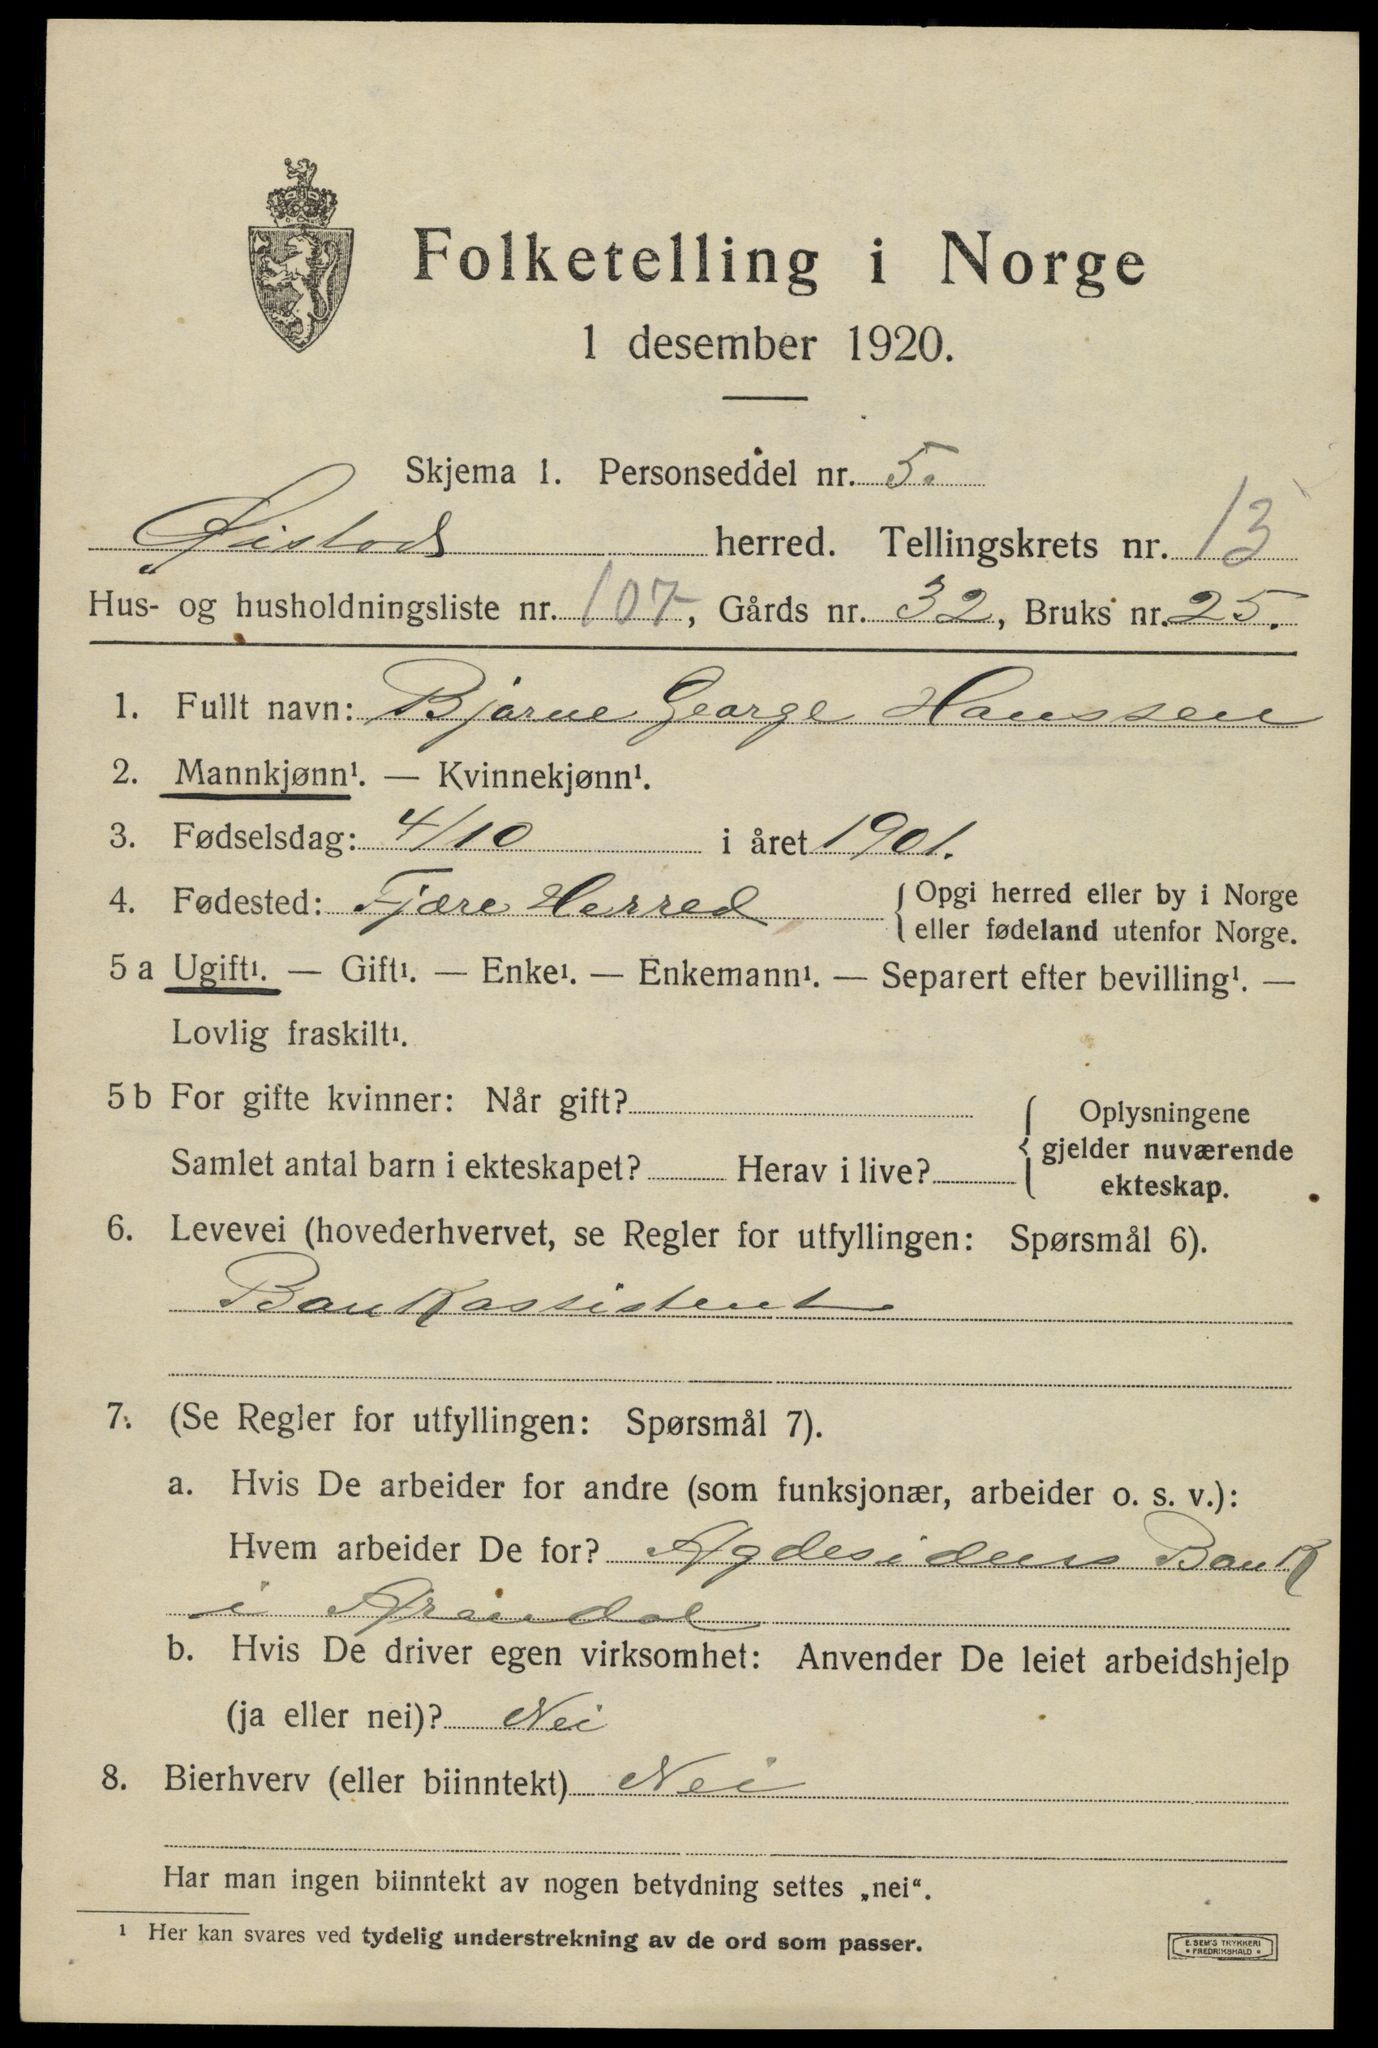 Folketelling i Norge
1 desember 1920.
Skjema 1. Personseddel nr. 5.
Øiestad herred. Tellingskrets nr. 13
Hus- og husholdningsliste nr. 107, Gårds nr. 32, Bruks nr. 25.
1. Fullt navn: Bjarne George Hanssen
2. Mannkjønn¹. — Kvinnekjønn¹.
3. Fødselsdag: 4/10 i året 1901.
4. Fødested: Fjære Herred { Opgi herred eller by i Norge
eller fødeland utenfor Norge.
5 a Ugift¹. — Gift¹. — Enke¹. — Enkemann¹. — Separert efter bevilling¹. —
Lovlig fraskilt¹.
5 b For gifte kvinner: Når gift? { Oplysningene
gjelder nuværende
Samlet antal barn i ekteskapet? Herav i live? ekteskap.
6. Levevei (hovederhvervet, se Regler for utfyllingen: Spørsmål 6).
Bankassistent
7. (Se Regler for utfyllingen: Spørsmål 7).
a. Hvis De arbeider for andre (som funksjonær, arbeider o. s. v.):
Hvem arbeider De for? Agdesidens Bank
i Arendal
b. Hvis De driver egen virksomhet: Anvender De leiet arbeidshjelp
(ja eller nei)? Nei
8. Bierhverv (eller biinntekt) Nei
Har man ingen biinntekt av nogen betydning settes „nei“.
¹ Her kan svares ved tydelig understrekning av de ord som passer.
E. SEM'S TRYKKERI
• FREDRIKSHALD •